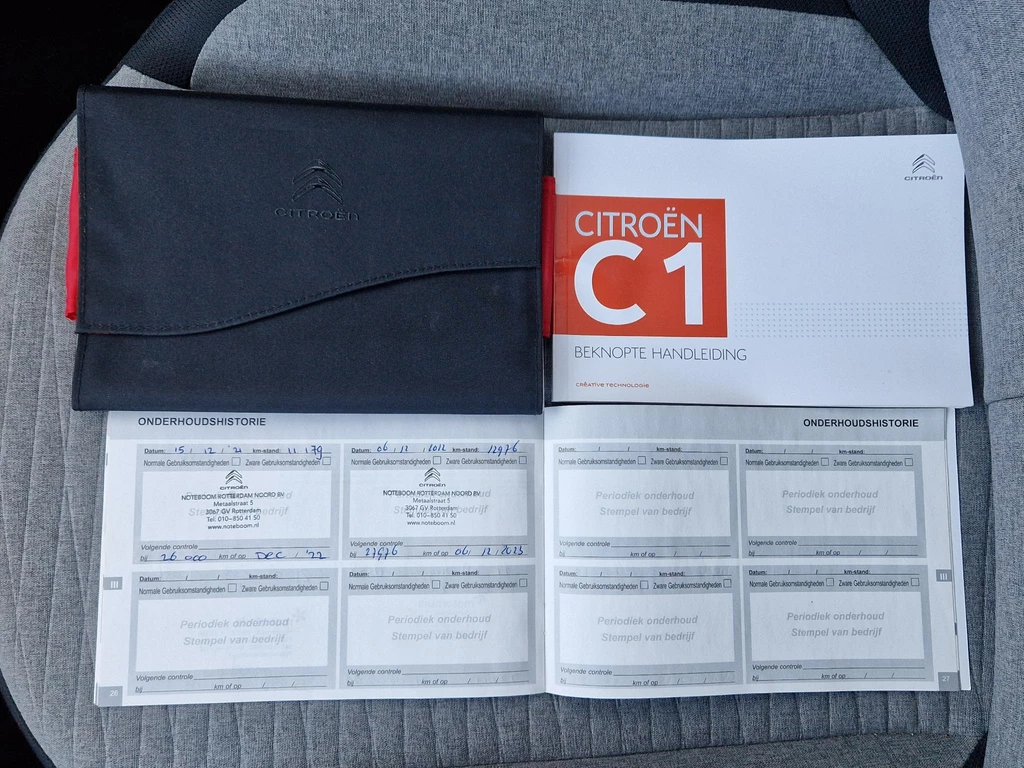 CITROËN
CITROËN
CITROËN
C1
BEKNOPTE HANDLEIDING
CRÉATIVE TECHNOLOGIE
ONDERHOUDSHISTORIE
ONDERHOUDSHISTORIE
Datum: 15 / 12 / 21 km-stand: 11 179
Normale Gebruiksomstandigheden Zware Gebruiksomstandigheden
CITROËN
NOTEBOOM ROTTERDAM NOORD BV
Metaalstraat 5
3067 GV Rotterdam
Tel: 010-850 41 50
www.noteboom.nl
Volgende controle
bij 26 000 km of op DEC / '22
Datum: 06 / 12 / km-stand: 12976
Normale Gebruiksomstandigheden Zware Gebruiksomstandigheden
CITROËN
NOTEBOOM ROTTERDAM NOORD BV
Metaalstraat 5
3067 GV Rotterdam
Tel: 010-850 41 50
www.noteboom.nl
Volgende controle
bij 27976 km of op 06 / 12 / 2023
Datum: / / km-stand:
Normale Gebruiksomstandigheden Zware Gebruiksomstandigheden
Periodiek onderhoud
Stempel van bedrijf
Volgende controle
bij km of op / /
Datum: / / km-stand:
Normale Gebruiksomstandigheden Zware Gebruiksomstandigheden
Periodiek onderhoud
Stempel van bedrijf
Volgende controle
bij km of op / /
Datum: / / km-stand:
Normale Gebruiksomstandigheden Zware Gebruiksomstandigheden
Periodiek onderhoud
Stempel van bedrijf
Volgende controle
bij km of op / /
Datum: / / km-stand:
Normale Gebruiksomstandigheden Zware Gebruiksomstandigheden
Periodiek onderhoud
Stempel van bedrijf
Volgende controle
bij km of op / /
Datum: / / km-stand:
Normale Gebruiksomstandigheden Zware Gebruiksomstandigheden
Periodiek onderhoud
Stempel van bedrijf
Volgende controle
bij km of op / /
Datum: / / km-stand:
Normale Gebruiksomstandigheden Zware Gebruiksomstandigheden
Periodiek onderhoud
Stempel van bedrijf
Volgende controle
bij km of op / /
III
III
26
27